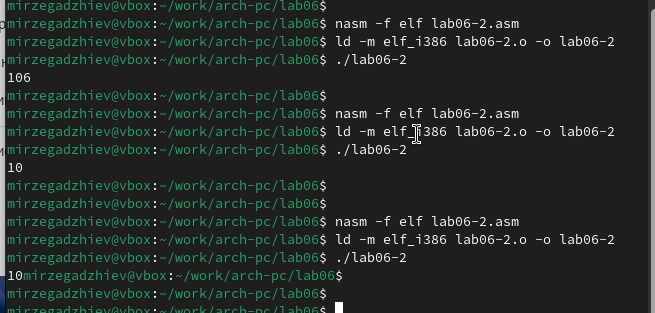 mirzegadzhiev@vbox:~/work/arch-pc/lab06$
mirzegadzhiev@vbox:~/work/arch-pc/lab06$ nasm -f elf lab06-2.asm
mirzegadzhiev@vbox:~/work/arch-pc/lab06$ ld -m elf_i386 lab06-2.o -o lab06-2
mirzegadzhiev@vbox:~/work/arch-pc/lab06$ ./lab06-2
106
mirzegadzhiev@vbox:~/work/arch-pc/lab06$
mirzegadzhiev@vbox:~/work/arch-pc/lab06$ nasm -f elf lab06-2.asm
mirzegadzhiev@vbox:~/work/arch-pc/lab06$ ld -m elf_i386 lab06-2.o -o lab06-2
mirzegadzhiev@vbox:~/work/arch-pc/lab06$ ./lab06-2
10
mirzegadzhiev@vbox:~/work/arch-pc/lab06$
mirzegadzhiev@vbox:~/work/arch-pc/lab06$
mirzegadzhiev@vbox:~/work/arch-pc/lab06$ nasm -f elf lab06-2.asm
mirzegadzhiev@vbox:~/work/arch-pc/lab06$ ld -m elf_i386 lab06-2.o -o lab06-2
mirzegadzhiev@vbox:~/work/arch-pc/lab06$ ./lab06-2
10mirzegadzhiev@vbox:~/work/arch-pc/lab06$
mirzegadzhiev@vbox:~/work/arch-pc/lab06$
mirzegadzhiev@vbox:~/work/arch-pc/lab06$